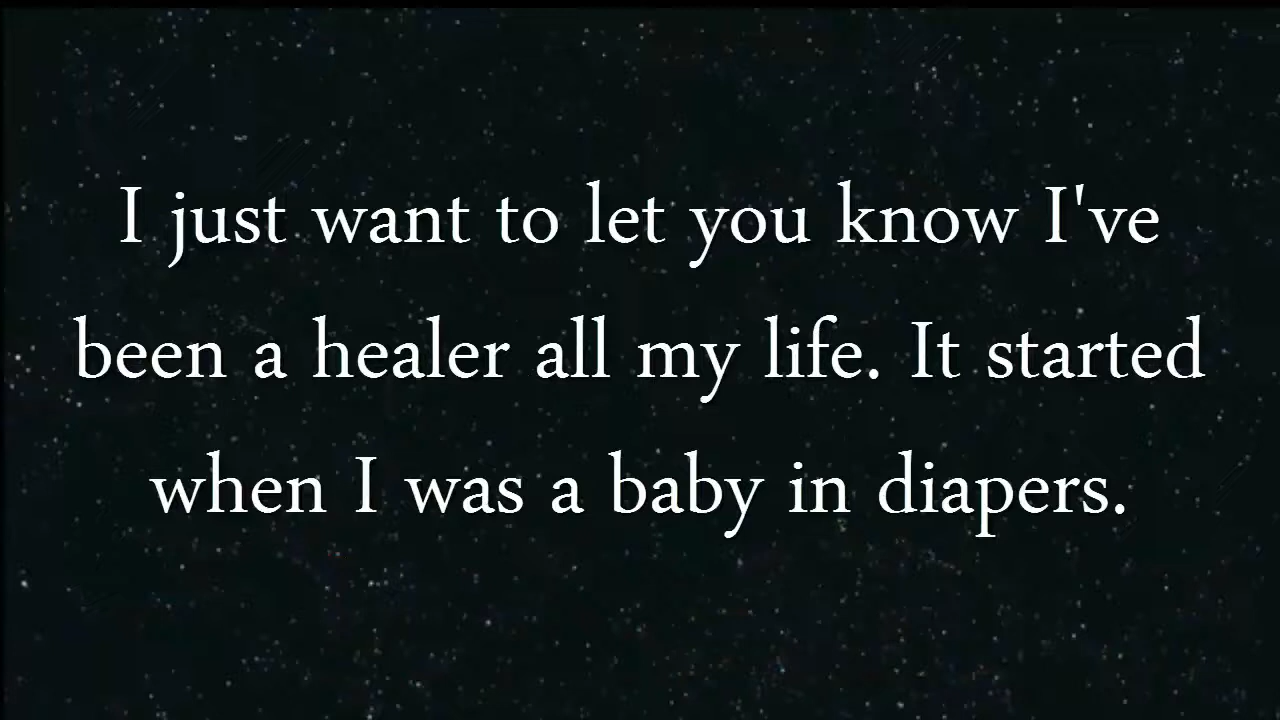 I just want to let you know I've
been a healer all my life. It started
when I was a baby in diapers.